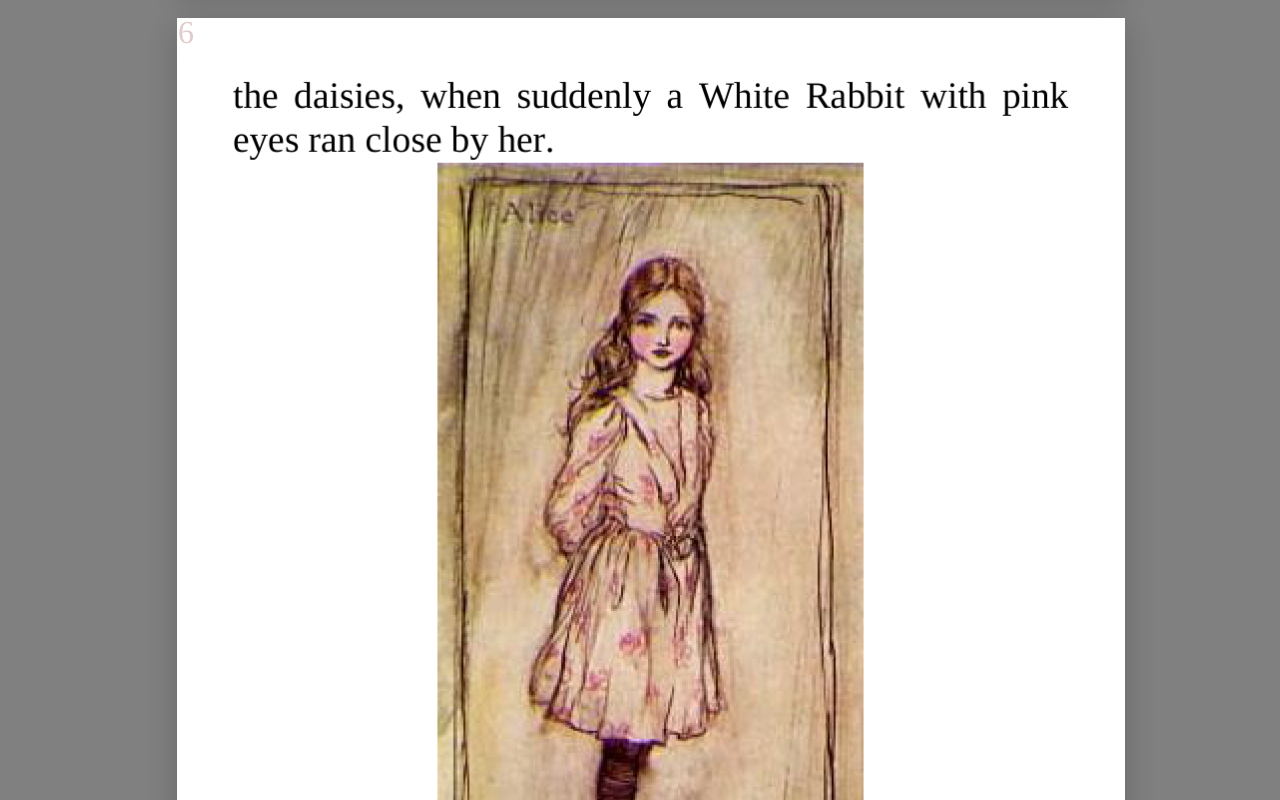 6
the daisies, when suddenly a White Rabbit with pink
eyes ran close by her.
"Alice"